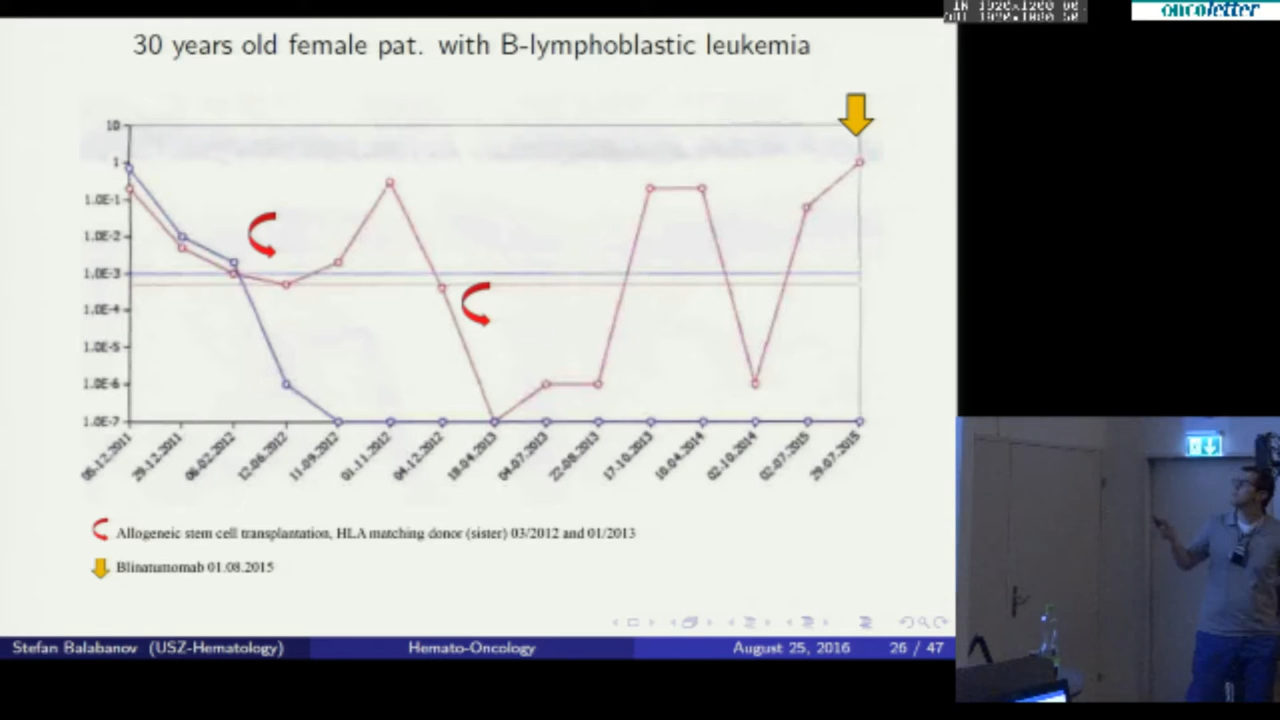 oncoletter
30 years old female pat. with B-lymphoblastic leukemia
10
1
1.0E-1
1.0E-2
1.0E-3
1.0E-4
1.0E-5
1.0E-6
1.0E-7
29.12.2011
06.02.2012
12.06.2012
11.09.2012
01.11.2012
04.12.2012
18.04.2013
04.07.2013
22.08.2013
17.10.2013
10.04.2014
02.10.2014
02.07.2015
29.07.2015
Allogeneic stem cell transplantation, HLA matching donor (sister) 03/2012 and 01/2013
Blinatumomab 01.08.2015
Stefan Balabanov (USZ-Hematology) Hemato-Oncology August 25, 2016 26 / 47